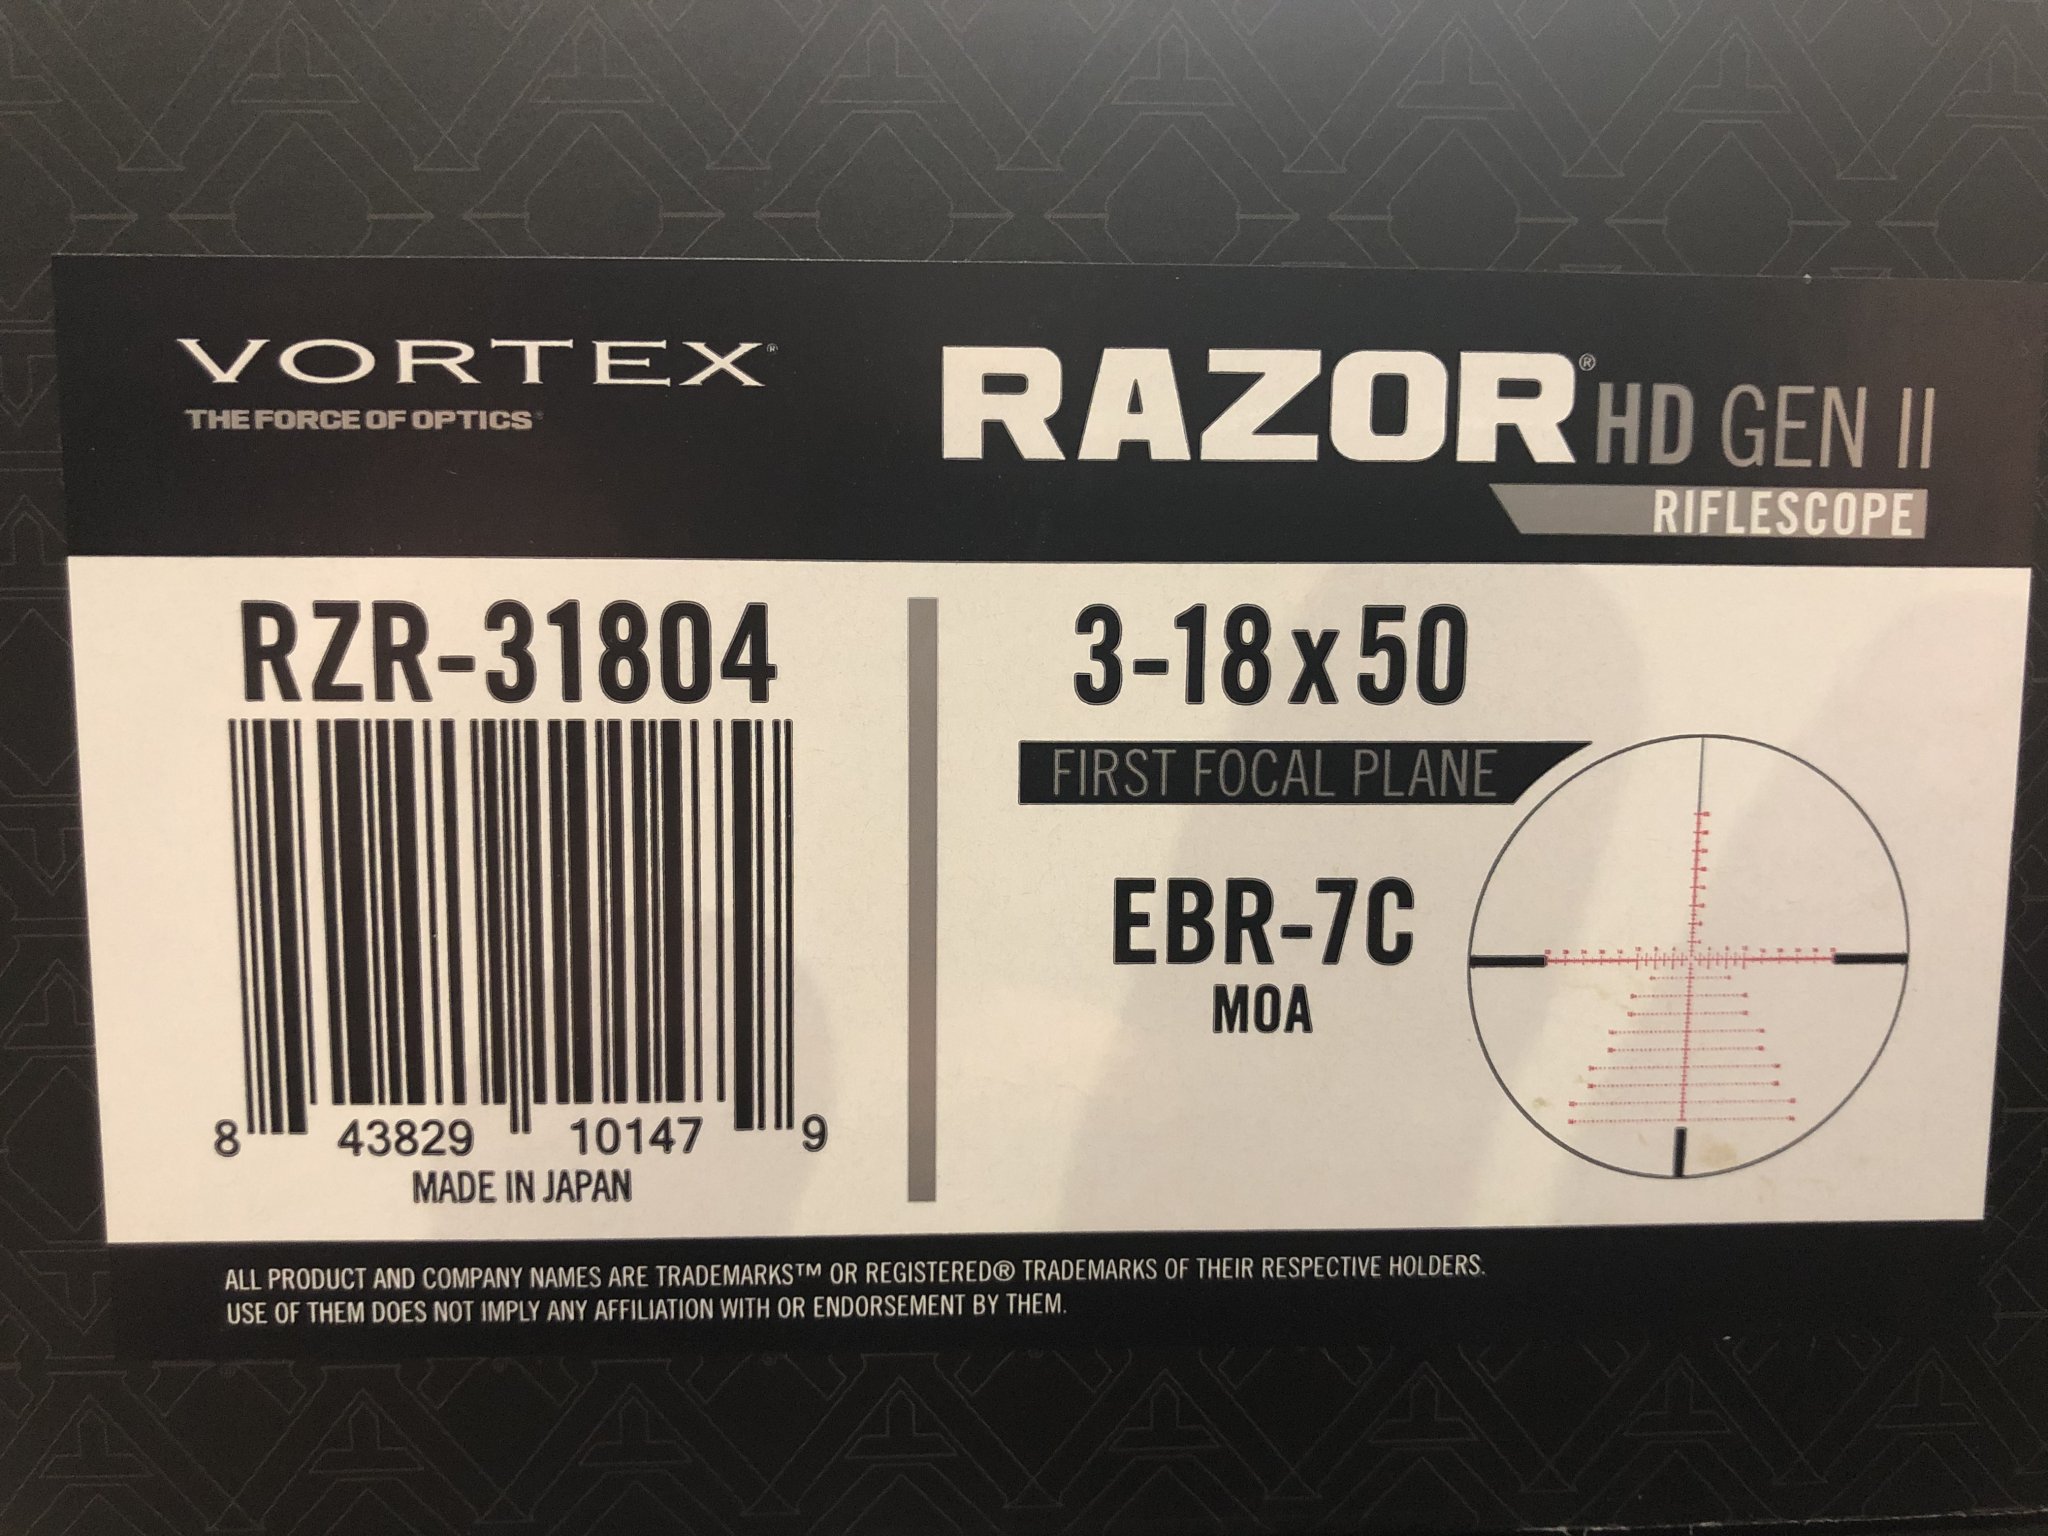 VORTEX®
THE FORCE OF OPTICS®
RAZOR® HD GEN II
RIFLESCOPE
RZR-31804
8 43829 10147 9
MADE IN JAPAN
3-18x50
FIRST FOCAL PLANE
EBR-7C
MOA
ALL PRODUCT AND COMPANY NAMES ARE TRADEMARKS™ OR REGISTERED® TRADEMARKS OF THEIR RESPECTIVE HOLDERS.
USE OF THEM DOES NOT IMPLY ANY AFFILIATION WITH OR ENDORSEMENT BY THEM.